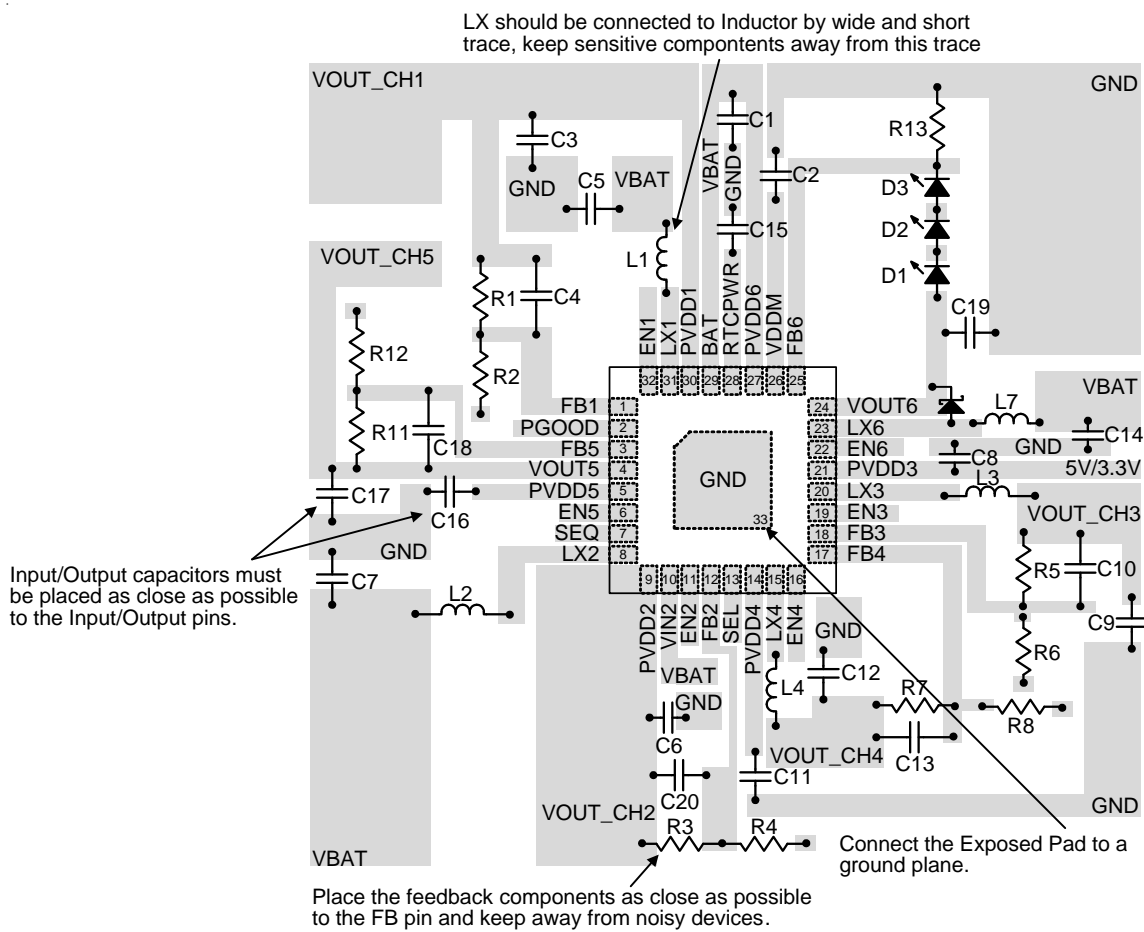 LX should be connected to Inductor by wide and short
trace, keep sensitive compontents away from this trace
VOUT_CH1
GND
C1
R13
C3
VBAT
GND
C2
GND
C5
VBAT
D3
C15
D2
VOUT_CH5
L1
D1
R1
C4
C19
R12
EN1
LX1
PVDD1
BAT
RTCPWR
PVDD6
VDDM
FB6
R2
32
31
30
29
28
27
26
25
VBAT
FB1
1
24
VOUT6
L7
R11
PGOOD
2
23
LX6
C14
C18
FB5
3
22
EN6
GND
C8
VOUT5
4
GND
21
PVDD3
5V/3.3V
C17
C16
PVDD5
5
20
LX3
L3
EN5
6
19
EN3
VOUT_CH3
SEQ
7
33
18
FB3
GND
LX2
8
17
FB4
Input/Output capacitors must
be placed as close as possible
to the Input/Output pins.
C7
R5
C10
L2
9
10
11
12
13
14
15
16
C9
PVDD2
VIN2
EN2
FB2
SEL
PVDD4
LX4
EN4
GND
R6
VBAT
L4
C12
R7
GND
R8
C6
VOUT_CH4
C13
C20
C11
VOUT_CH2
GND
R3
R4
VBAT
Connect the Exposed Pad to a
ground plane.
Place the feedback components as close as possible
to the FB pin and keep away from noisy devices.